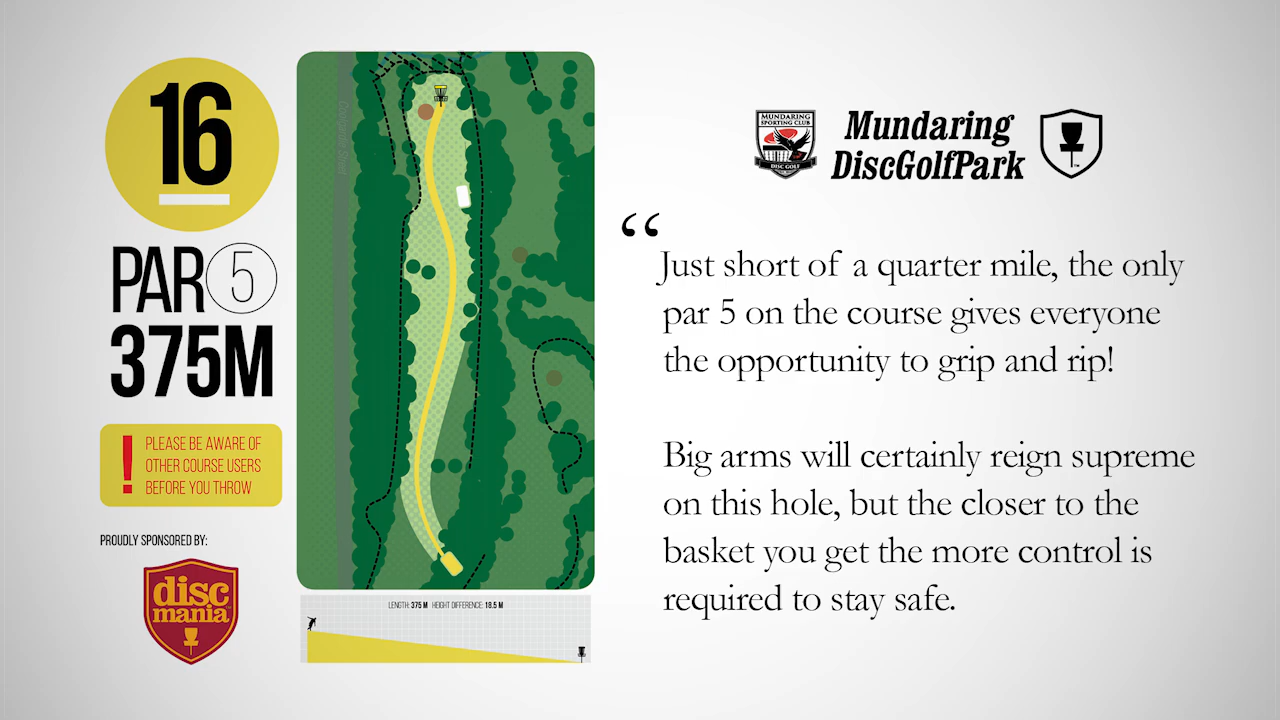 16
PAR 5
375M
! PLEASE BE AWARE OF
OTHER COURSE USERS
BEFORE YOU THROW
PROUDLY SPONSORED BY:
disc
mania
LENGTH: 375 M HEIGHT DIFFERENCE: 18.5 M
MUNDARING
SPORTING CLUB
DISC GOLF
Mundaring
DiscGolfPark
“
Just short of a quarter mile, the only
par 5 on the course gives everyone
the opportunity to grip and rip!
Big arms will certainly reign supreme
on this hole, but the closer to the
basket you get the more control is
required to stay safe.